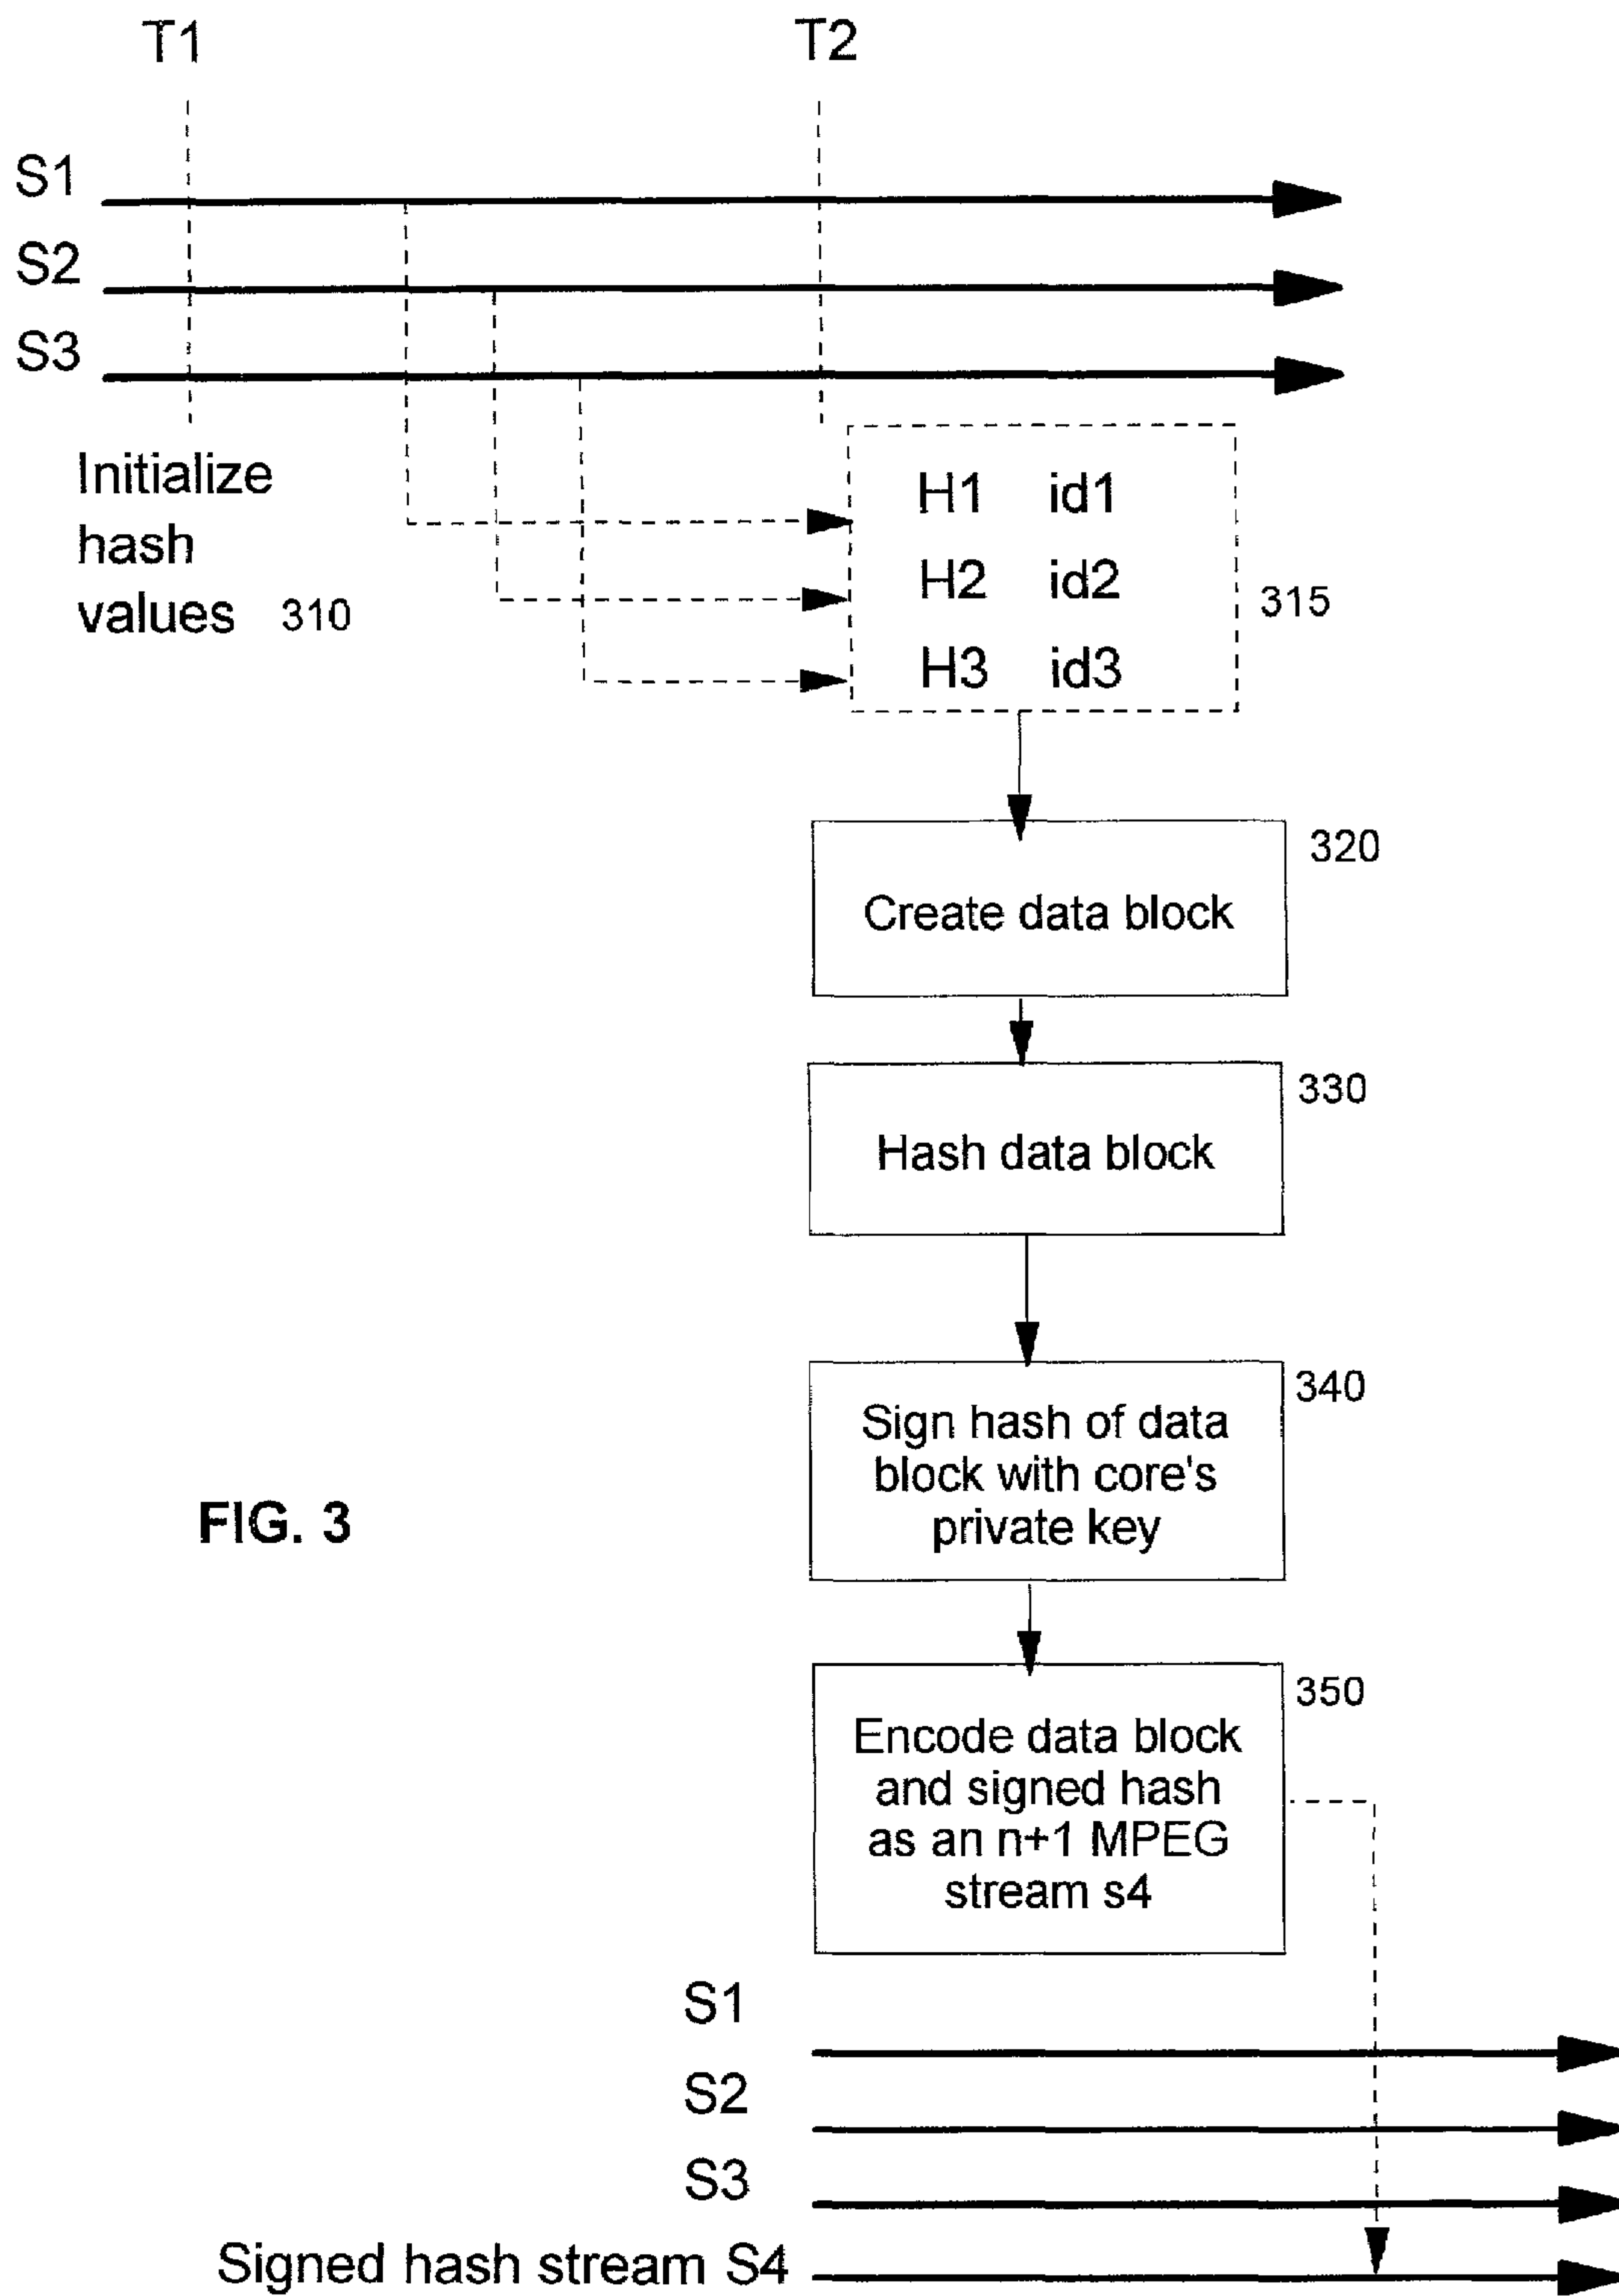 T1 T2
S1
S2
S3
Initialize
hash
values 310
H1 id1
H2 id2
H3 id3
315
320
Create data block
330
Hash data block
340
Sign hash of data
block with core's
private key
350
Encode data block
and signed hash
as an n+1 MPEG
stream s4
FIG. 3
S1
S2
S3
Signed hash stream S4